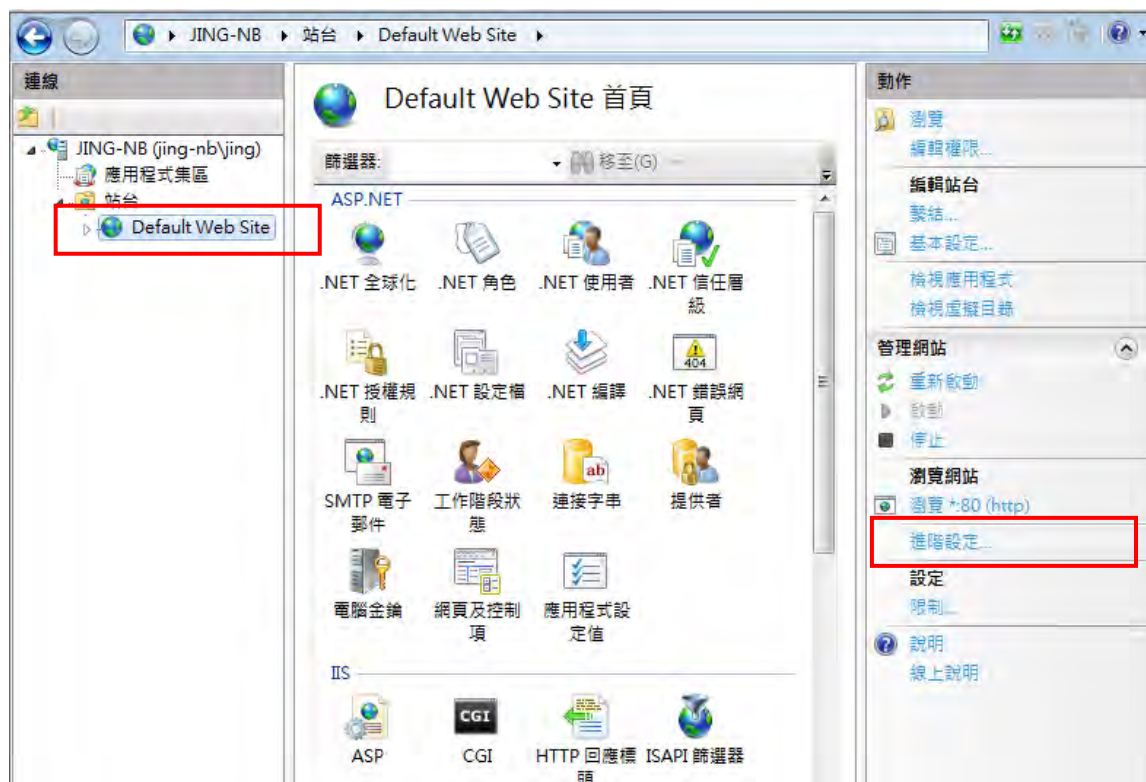 JING-NB 站台 Default Web Site
連線
JING-NB (jing-nb\jing)
應用程式集區
站台
Default Web Site
Default Web Site 首頁
篩選器:
移至(G)
ASP.NET
.NET 全球化
.NET 角色
.NET 使用者
.NET 信任層
級
.NET 授權規
則
.NET 設定檔
.NET 編譯
404
.NET 錯誤網
頁
SMTP 電子
郵件
工作階段狀
態
ab
連接字串
提供者
電腦金鑰
網頁及控制
項
應用程式設
定值
IIS
ASP
CGI
CGI
HTTP 回應標
頭
ISAPI 篩選器
動作
瀏覽
編輯權限...
編輯站台
繫結...
基本設定...
檢視應用程式
檢視虛擬目錄
管理網站
重新啟動
啟動
停止
瀏覽網站
瀏覽 *:80 (http)
進階設定...
設定
限制...
說明
線上說明